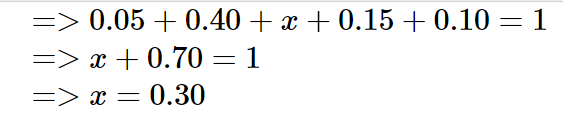 => 0.05 + 0.40 + x + 0.15 + 0.10 = 1
=> x + 0.70 = 1
=> x = 0.30